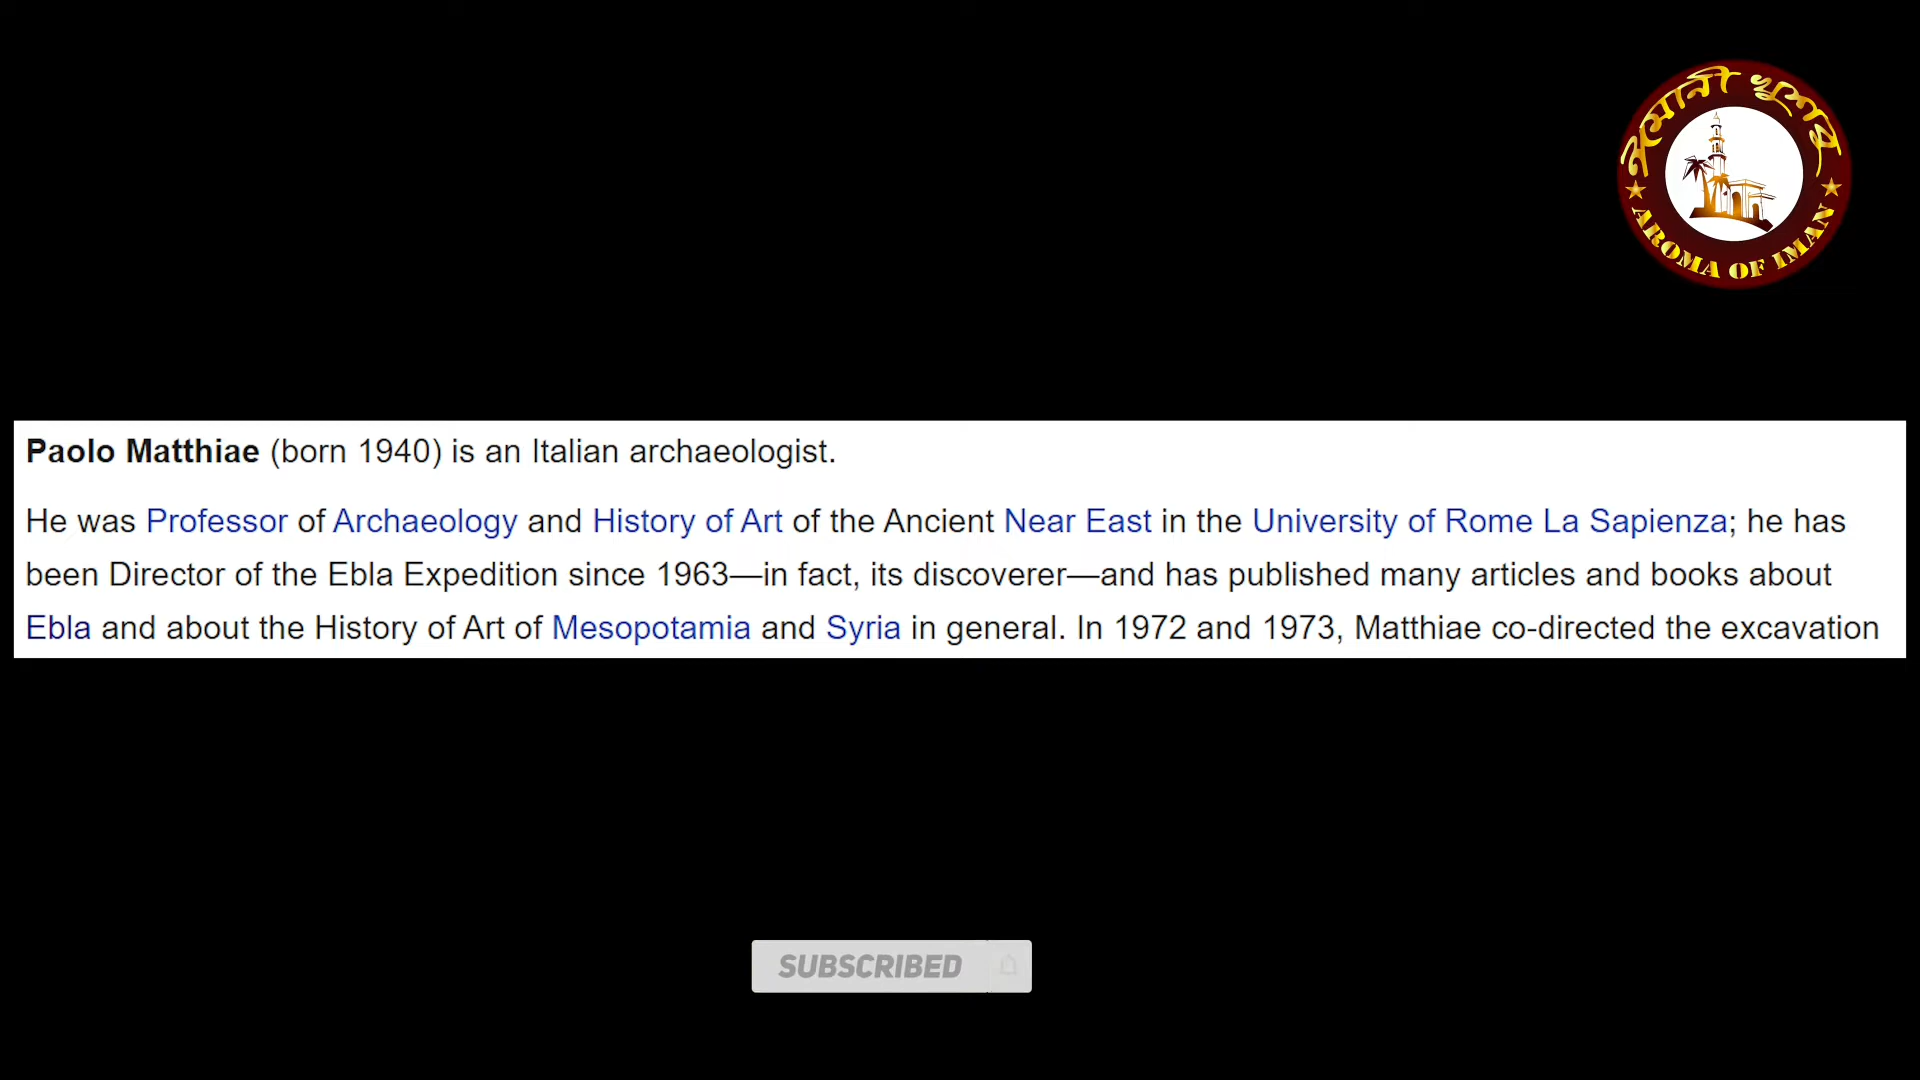 ঈমানী খুশবু
AROMA OF IMAN
Paolo Matthiae (born 1940) is an Italian archaeologist.
He was Professor of Archaeology and History of Art of the Ancient Near East in the University of Rome La Sapienza; he has
been Director of the Ebla Expedition since 1963—in fact, its discoverer—and has published many articles and books about
Ebla and about the History of Art of Mesopotamia and Syria in general. In 1972 and 1973, Matthiae co-directed the excavation
SUBSCRIBED